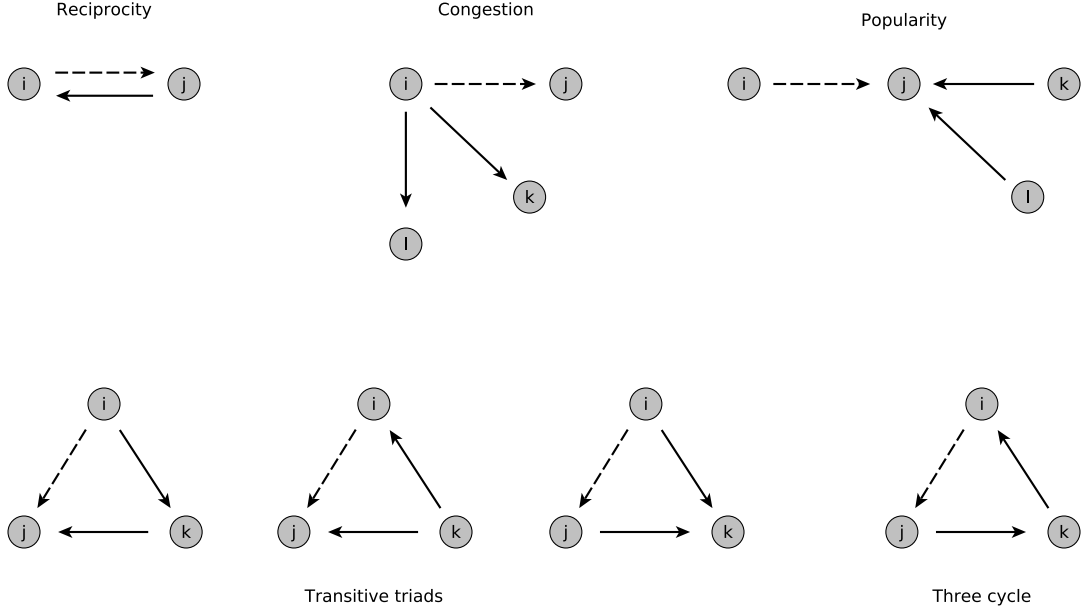 Reciprocity
Congestion
Popularity
i
j
i
j
i
j
k
k
l
l
i
i
i
i
j
k
j
k
j
k
j
k
Transitive triads
Three cycle